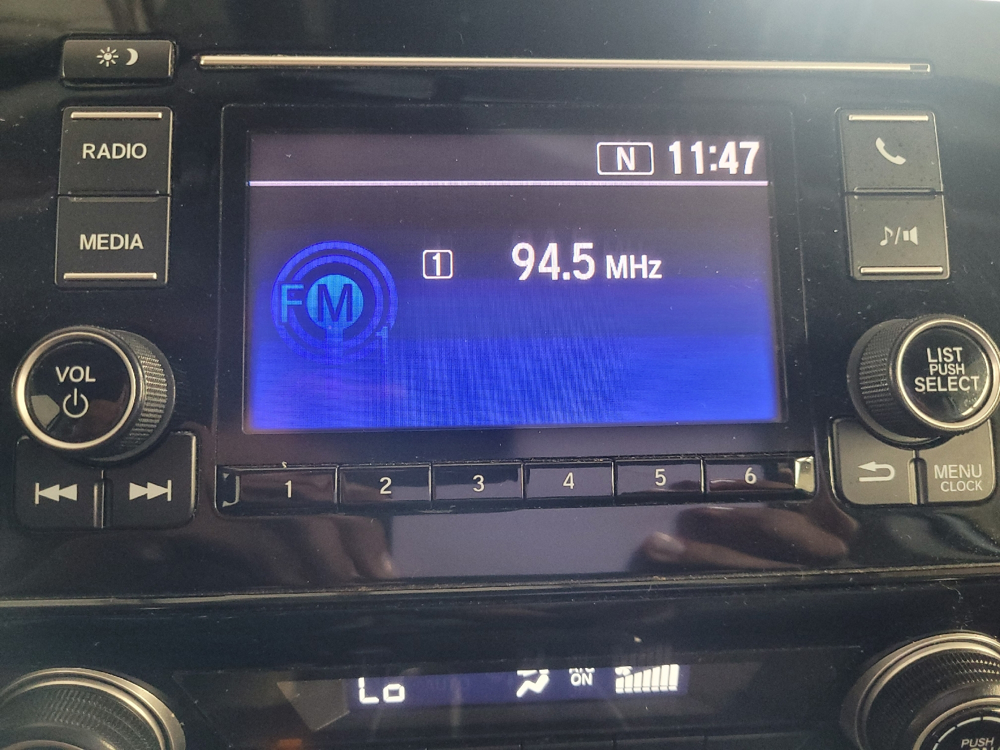 RADIO
MEDIA
N 11:47
1 94.5 MHz
FM
1
VOL
LIST
PUSH
SELECT
1 2 3 4 5 6
MENU
CLOCK
Lo
ON
PUSH